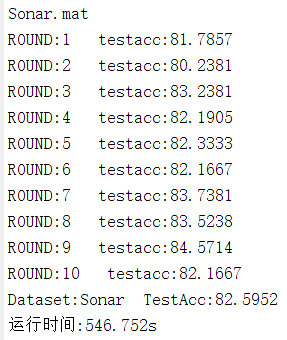 Sonar.mat
ROUND:1   testacc:81.7857
ROUND:2   testacc:80.2381
ROUND:3   testacc:83.2381
ROUND:4   testacc:82.1905
ROUND:5   testacc:82.3333
ROUND:6   testacc:82.1667
ROUND:7   testacc:83.7381
ROUND:8   testacc:83.5238
ROUND:9   testacc:84.5714
ROUND:10   testacc:82.1667
Dataset:Sonar  TestAcc:82.5952
运行时间:546.752s